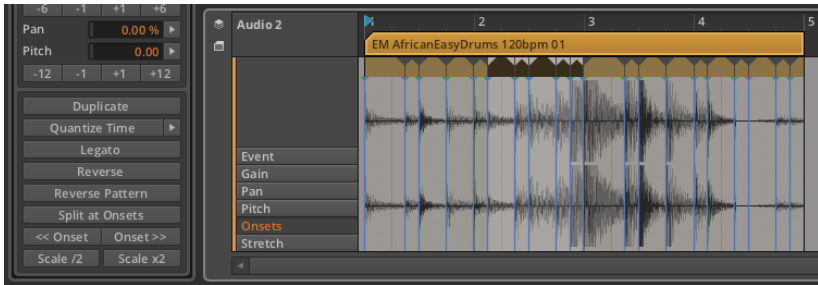 -6 -1 +1 +6
Pan 0.00 %
Pitch 0.00
-12 -1 +1 +12
Duplicate
Quantize Time
Legato
Reverse
Reverse Pattern
Split at Onsets
<< Onset Onset >>
Scale /2 Scale x2
Audio 2
2 3 4 5
EM AfricanEasyDrums 120bpm 01
Event
Gain
Pan
Pitch
Onsets
Stretch